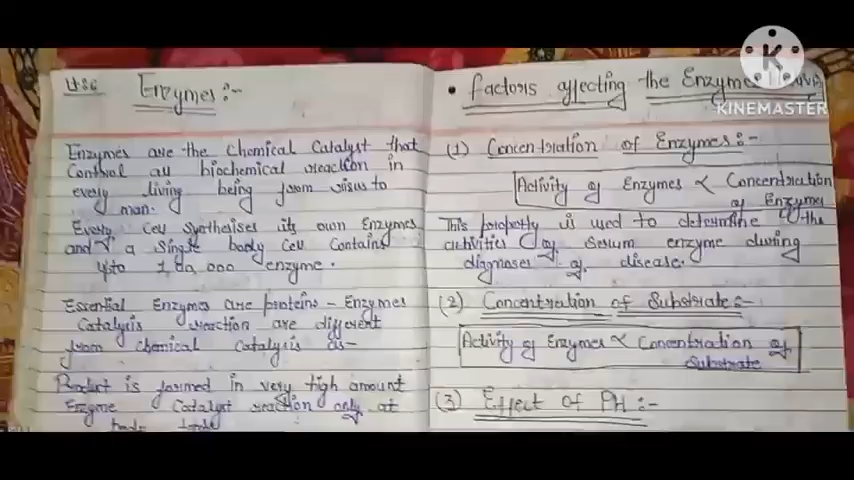 Enzymes:-
Enzymes are the Chemical Catalyst that
Control all biochemical reaction in
every living being from virus to
man.
Every Cell Synthesises its own Enzymes
and a single body Cell Contains
upto 1,00,000 enzyme.
Essential Enzymes are proteins - Enzymes
Catalysis reaction are different
from Chemical Catalysis as-
Product is formed in very high amount
Enzyme Catalyst reaction only at
• Factors affecting the Enzymes
(1) Concentration of Enzymes:-
Activity of Enzymes ∝ Concentration
of Enzymes
This property is used to determine the
activities of serum enzyme during
diagnoses of disease.
(2) Concentration of Substrate:-
Activity of Enzymes ∝ Concentration of
Substrate
(3) Effect of PH:-
K
KINEMASTER